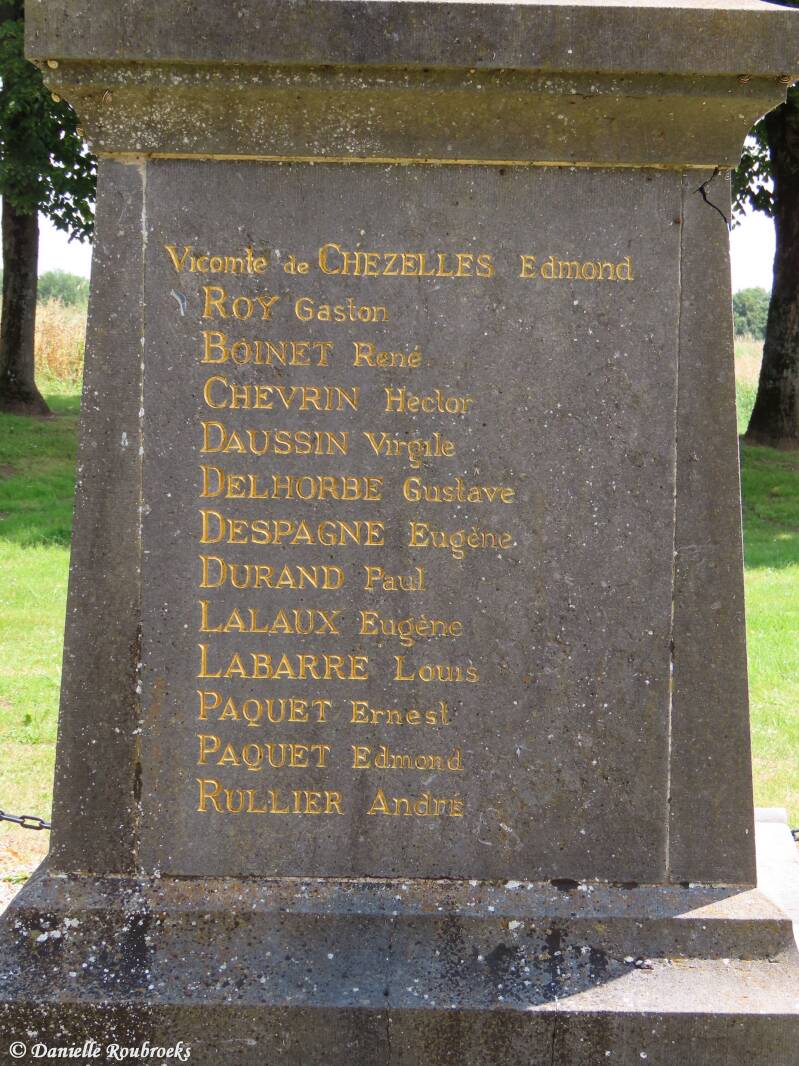 Vicomte de CHEZELLES Edmond
ROY Gaston
BOINET René
CHEVRIN Hector
DAUSSIN Virgile
DELHORBE Gustave
DESPAGNE Eugène
DURAND Paul
LALAUX Eugène
LABARRE Louis
PAQUET Ernest
PAQUET Edmond
RULLIER André
© Danielle Roubroeks